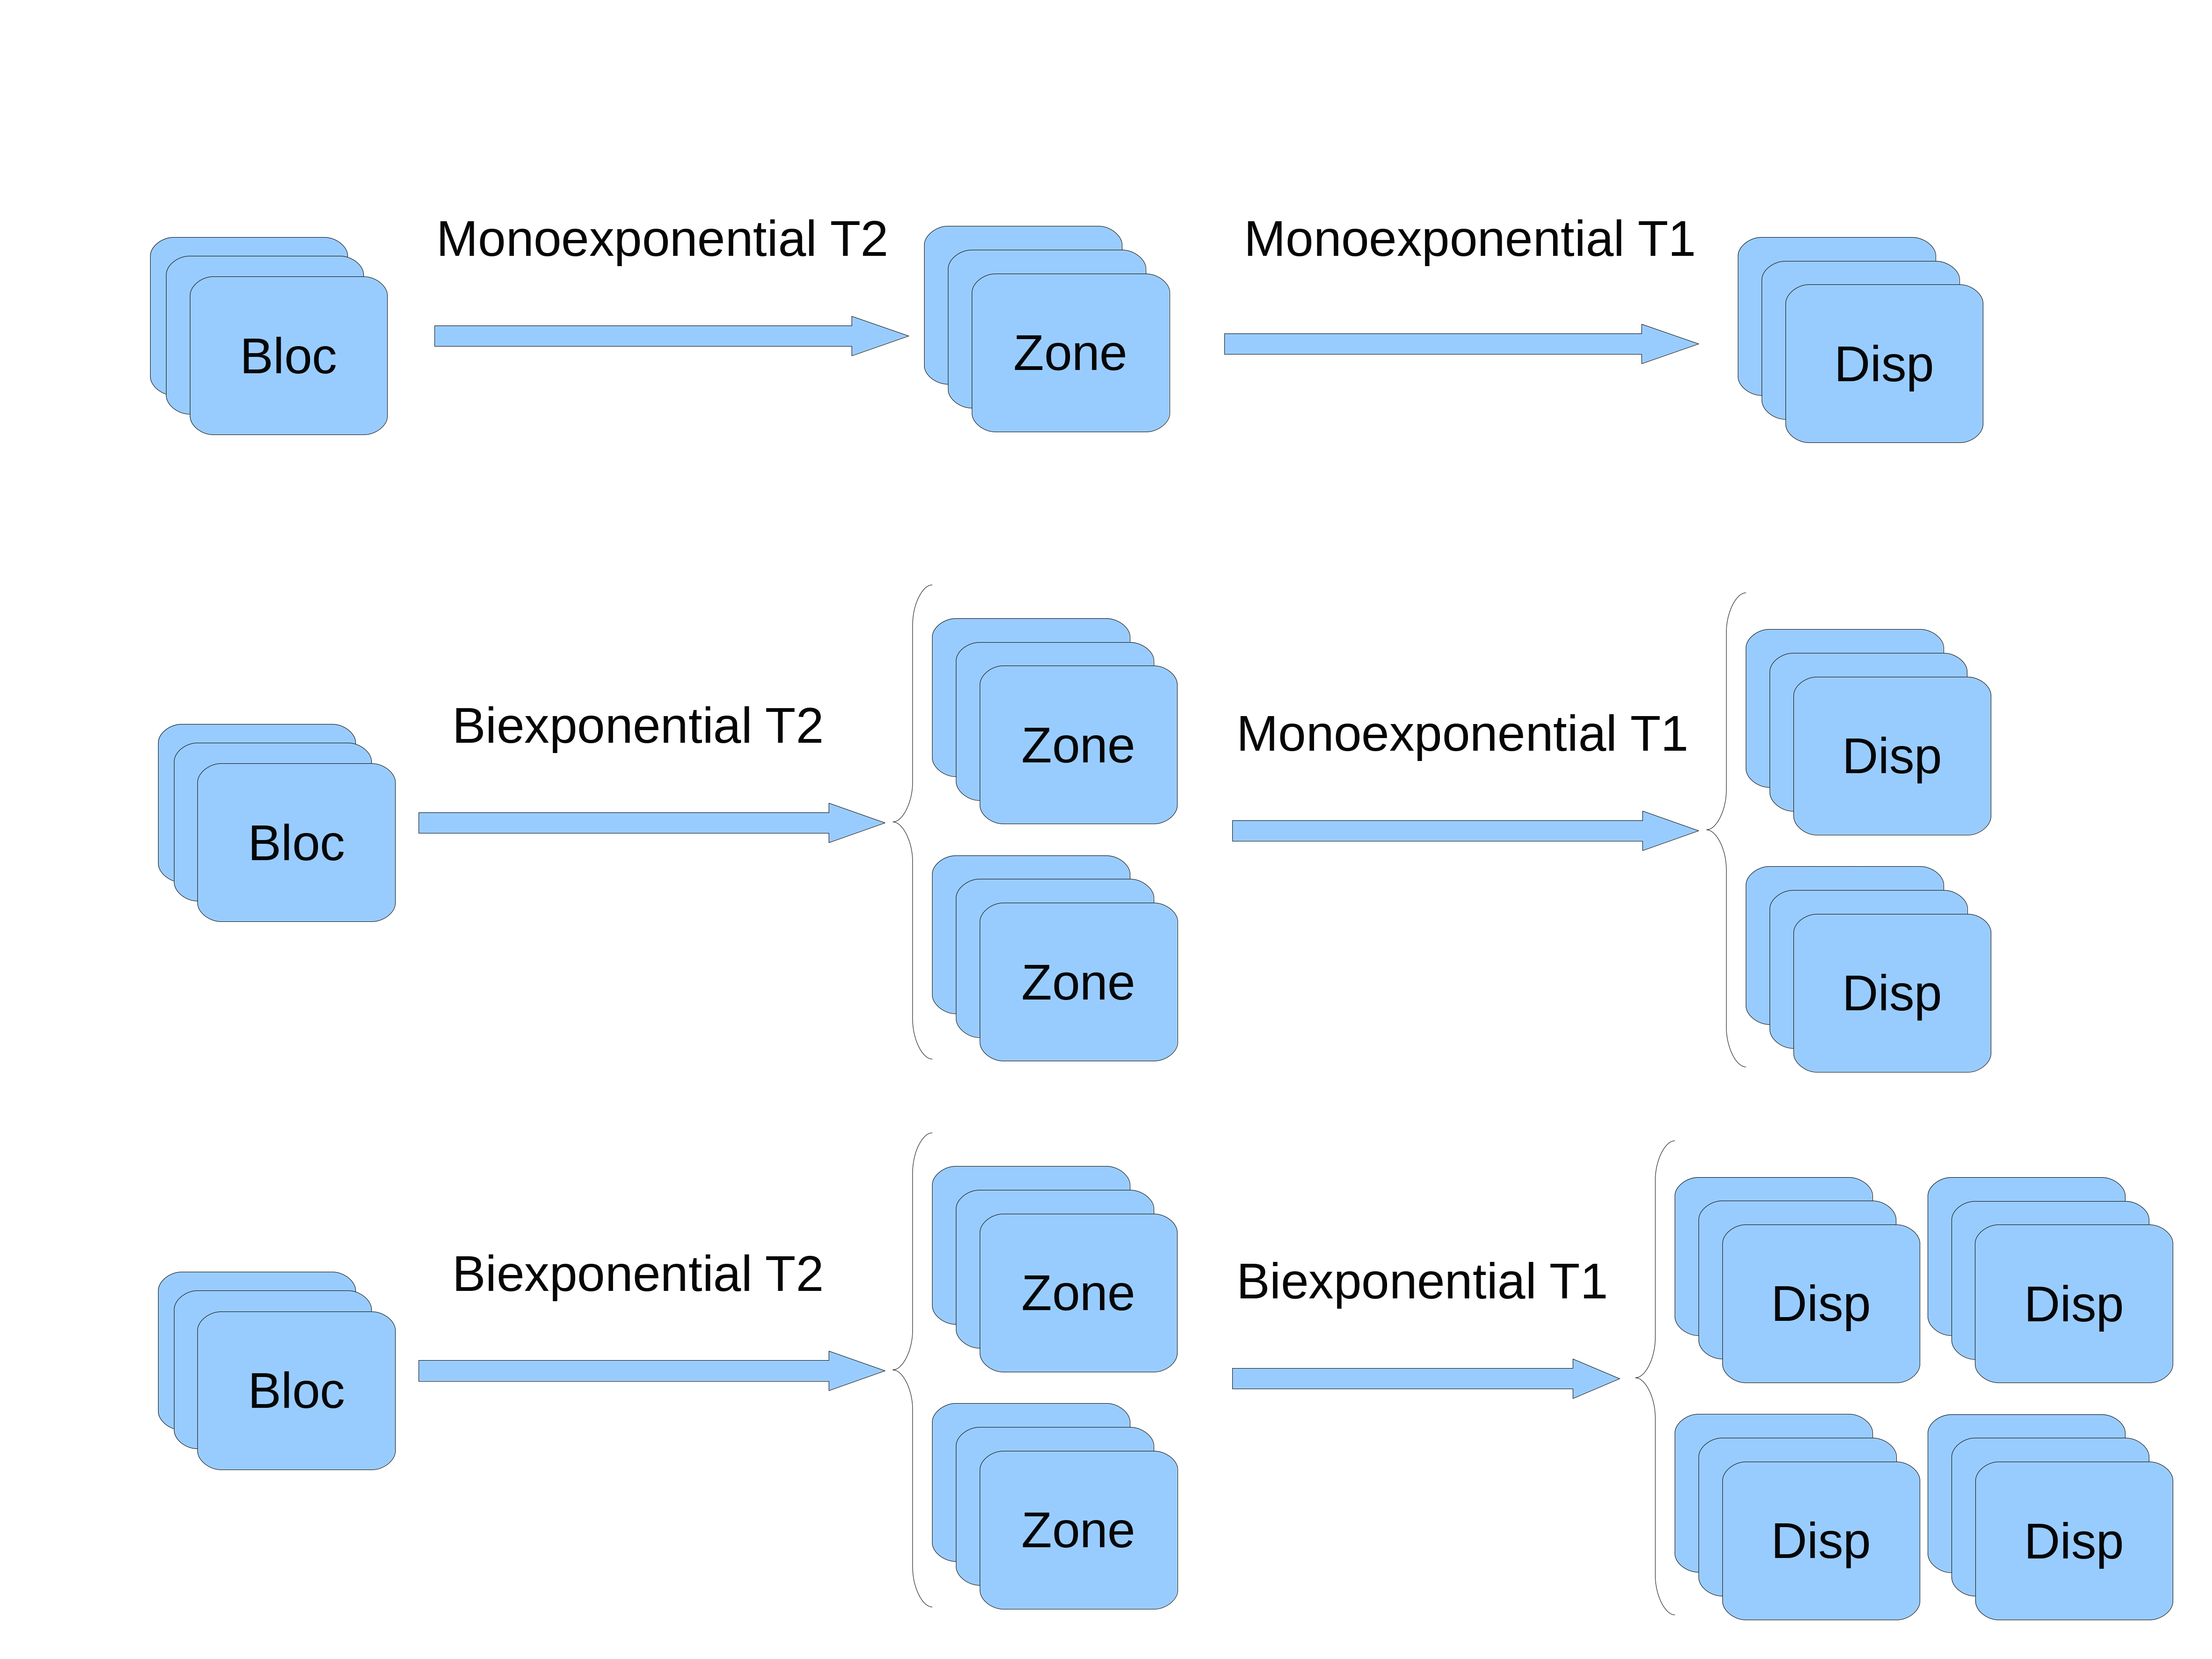 Monoexponential T2
Monoexponential T1
Bloc
Zone
Disp
Biexponential T2
Monoexponential T1
Bloc
Zone
Disp
Zone
Disp
Biexponential T2
Biexponential T1
Bloc
Zone
Disp
Disp
Zone
Disp
Disp